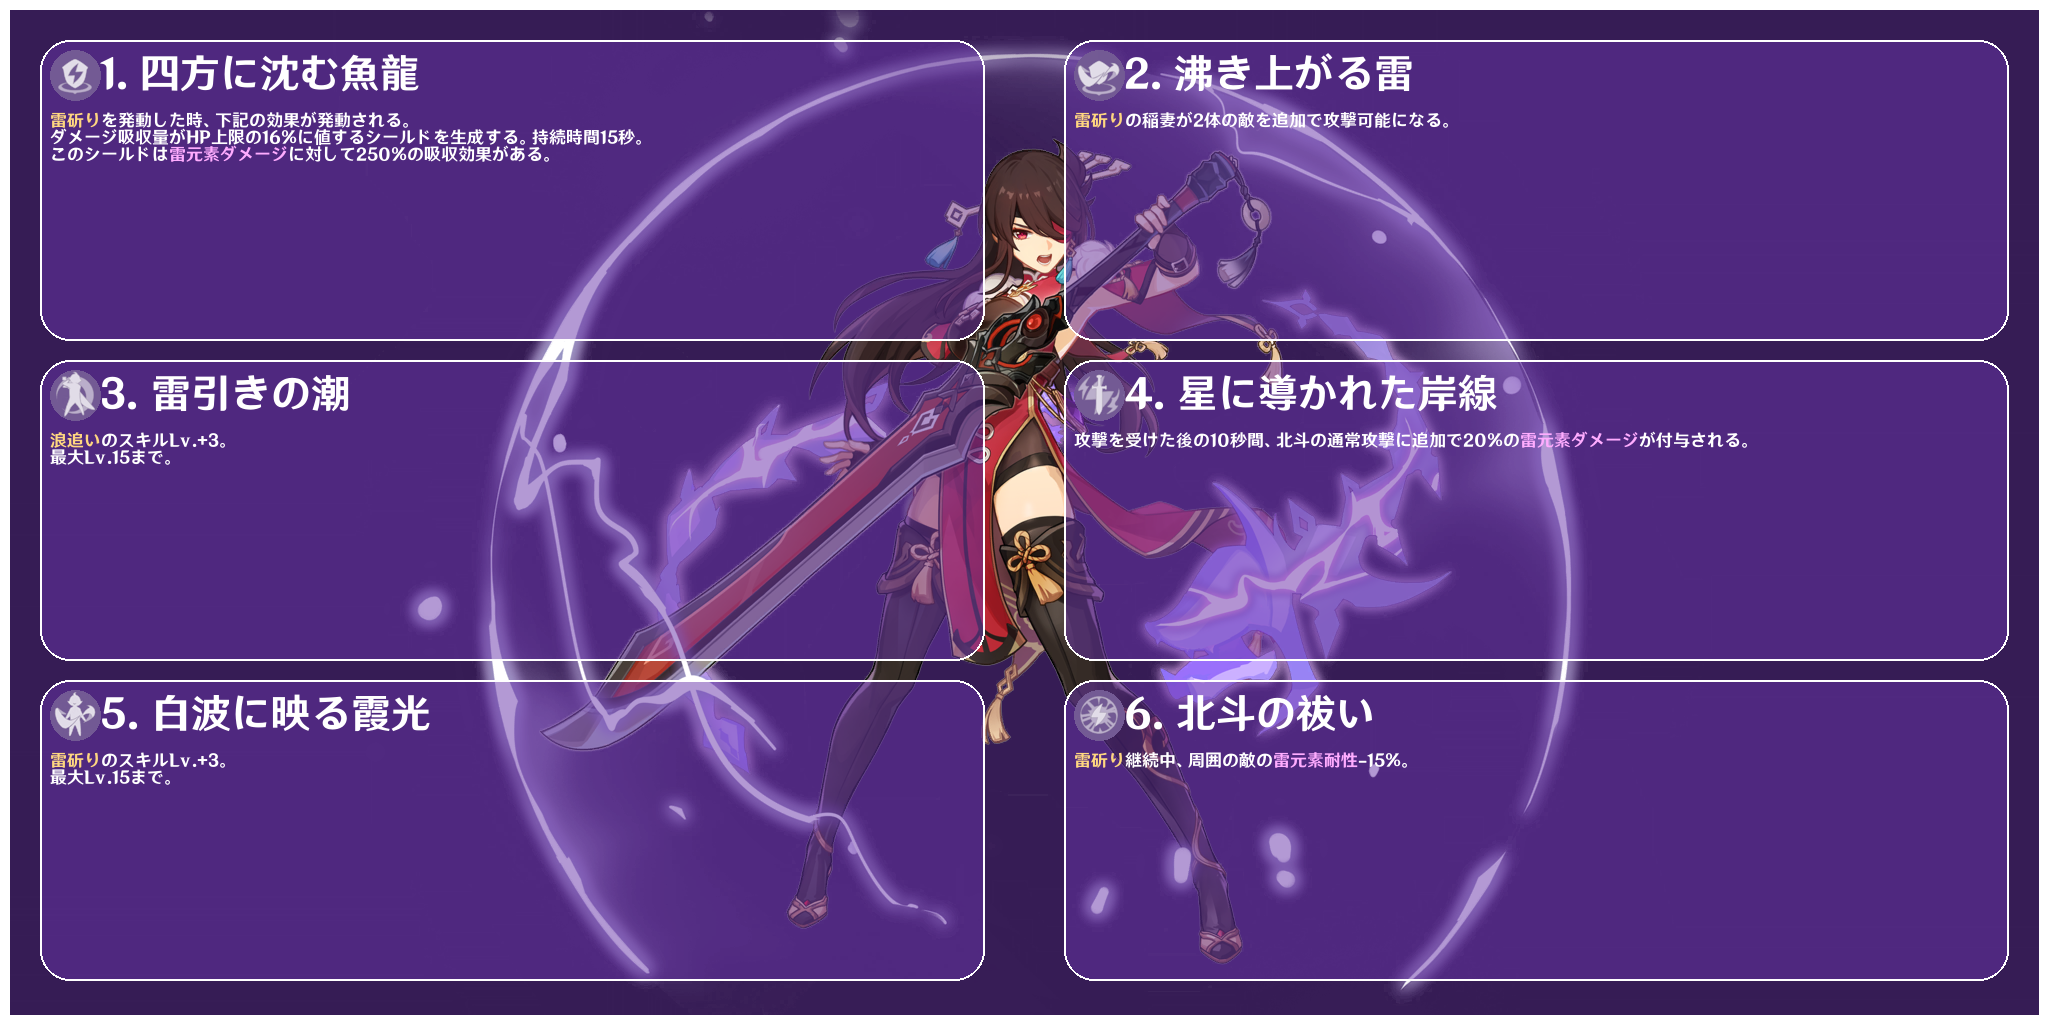 1. 四方に沈む魚龍
雷斫りを発動した時、下記の効果が発動される。
ダメージ吸収量がHP上限の16%に値するシールドを生成する。持続時間15秒。
このシールドは雷元素ダメージに対して250%の吸収効果がある。
2. 沸き上がる雷
雷斫りの稲妻が2体の敵を追加で攻撃可能になる。
3. 雷引きの潮
浪追いのスキルLv.+3。
最大Lv.15まで。
4. 星に導かれた岸線
攻撃を受けた後の10秒間、北斗の通常攻撃に追加で20%の雷元素ダメージが付与される。
5. 白波に映る霞光
雷斫りのスキルLv.+3。
最大Lv.15まで。
6. 北斗の祓い
雷斫り継続中、周囲の敵の雷元素耐性-15%。